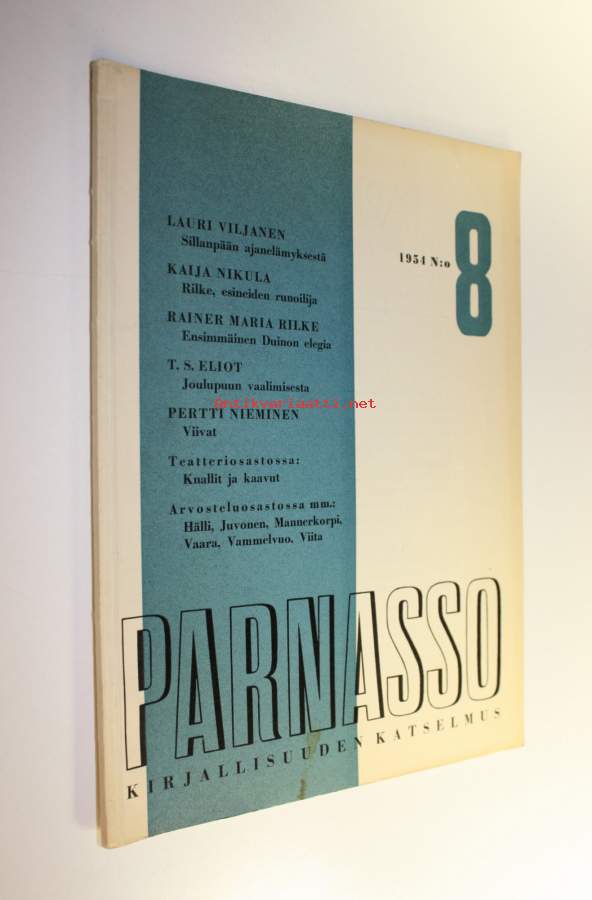 LAURI VILJANEN
Sillanpään ajanelämyksestä
KAIJA NIKULA
Rilke, esineiden runoilija
RAINER MARIA RILKE
Ensimmäinen Duinon elegia
T. S. ELIOT
Joulupuun vaalimisesta
PERTTI NIEMINEN
Viivat
Teatteriosastossa:
Knallit ja kaavut
Arvosteluosastossa mm.:
Hälli, Juvonen, Mannerkorpi,
Vaara, Vammelvuo, Viita
1954 N:o 8
antikvariaatti.net
PARNASSO
KIRJALLISUUDEN KATSELMUS